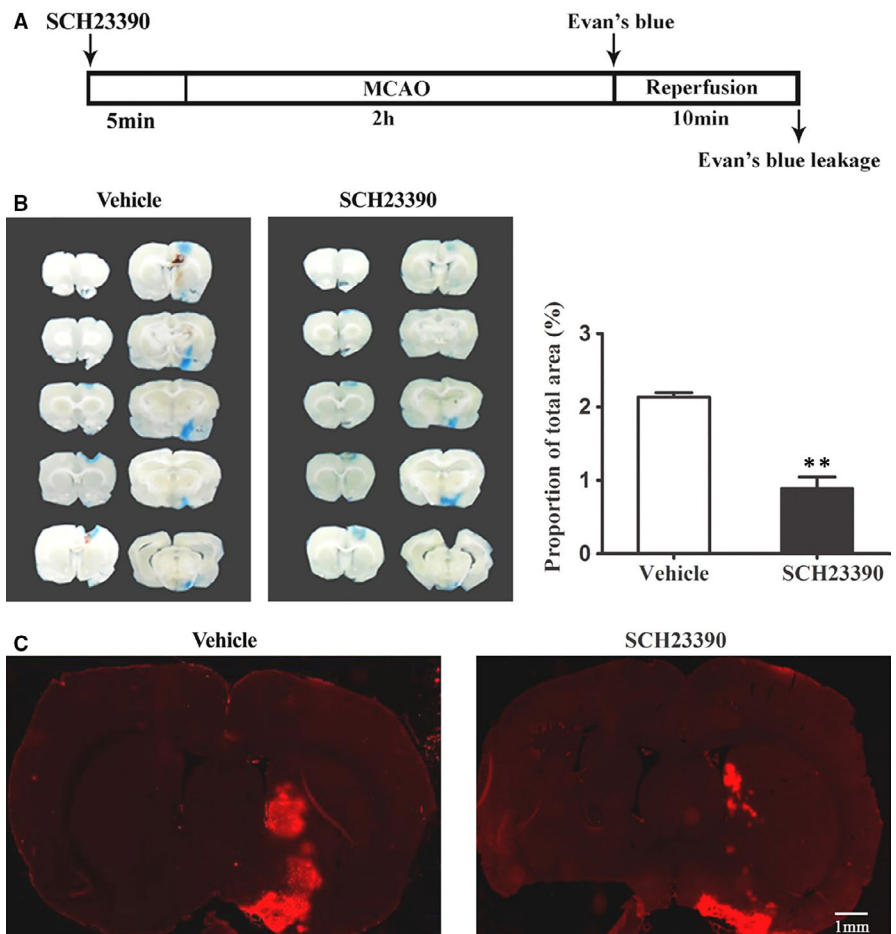 A
SCH23390
Evan's blue
MCAO
Reperfusion
5min
2h
10min
Evan's blue leakage
B
Vehicle
SCH23390
Proportion of total area (%)
3
2
1
0
**
Vehicle
SCH23390
C
Vehicle
SCH23390
1mm